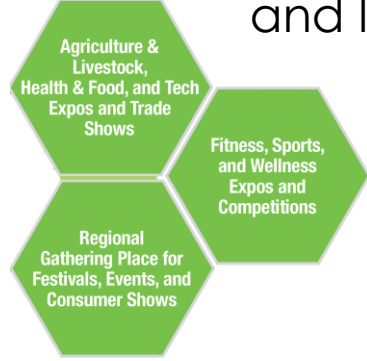 and
Agriculture &
Livestock,
Health & Food, and Tech
Expos and Trade
Shows
Fitness, Sports,
and Wellness
Expos and
Competitions
Regional
Gathering Place for
Festivals, Events, and
Consumer Shows